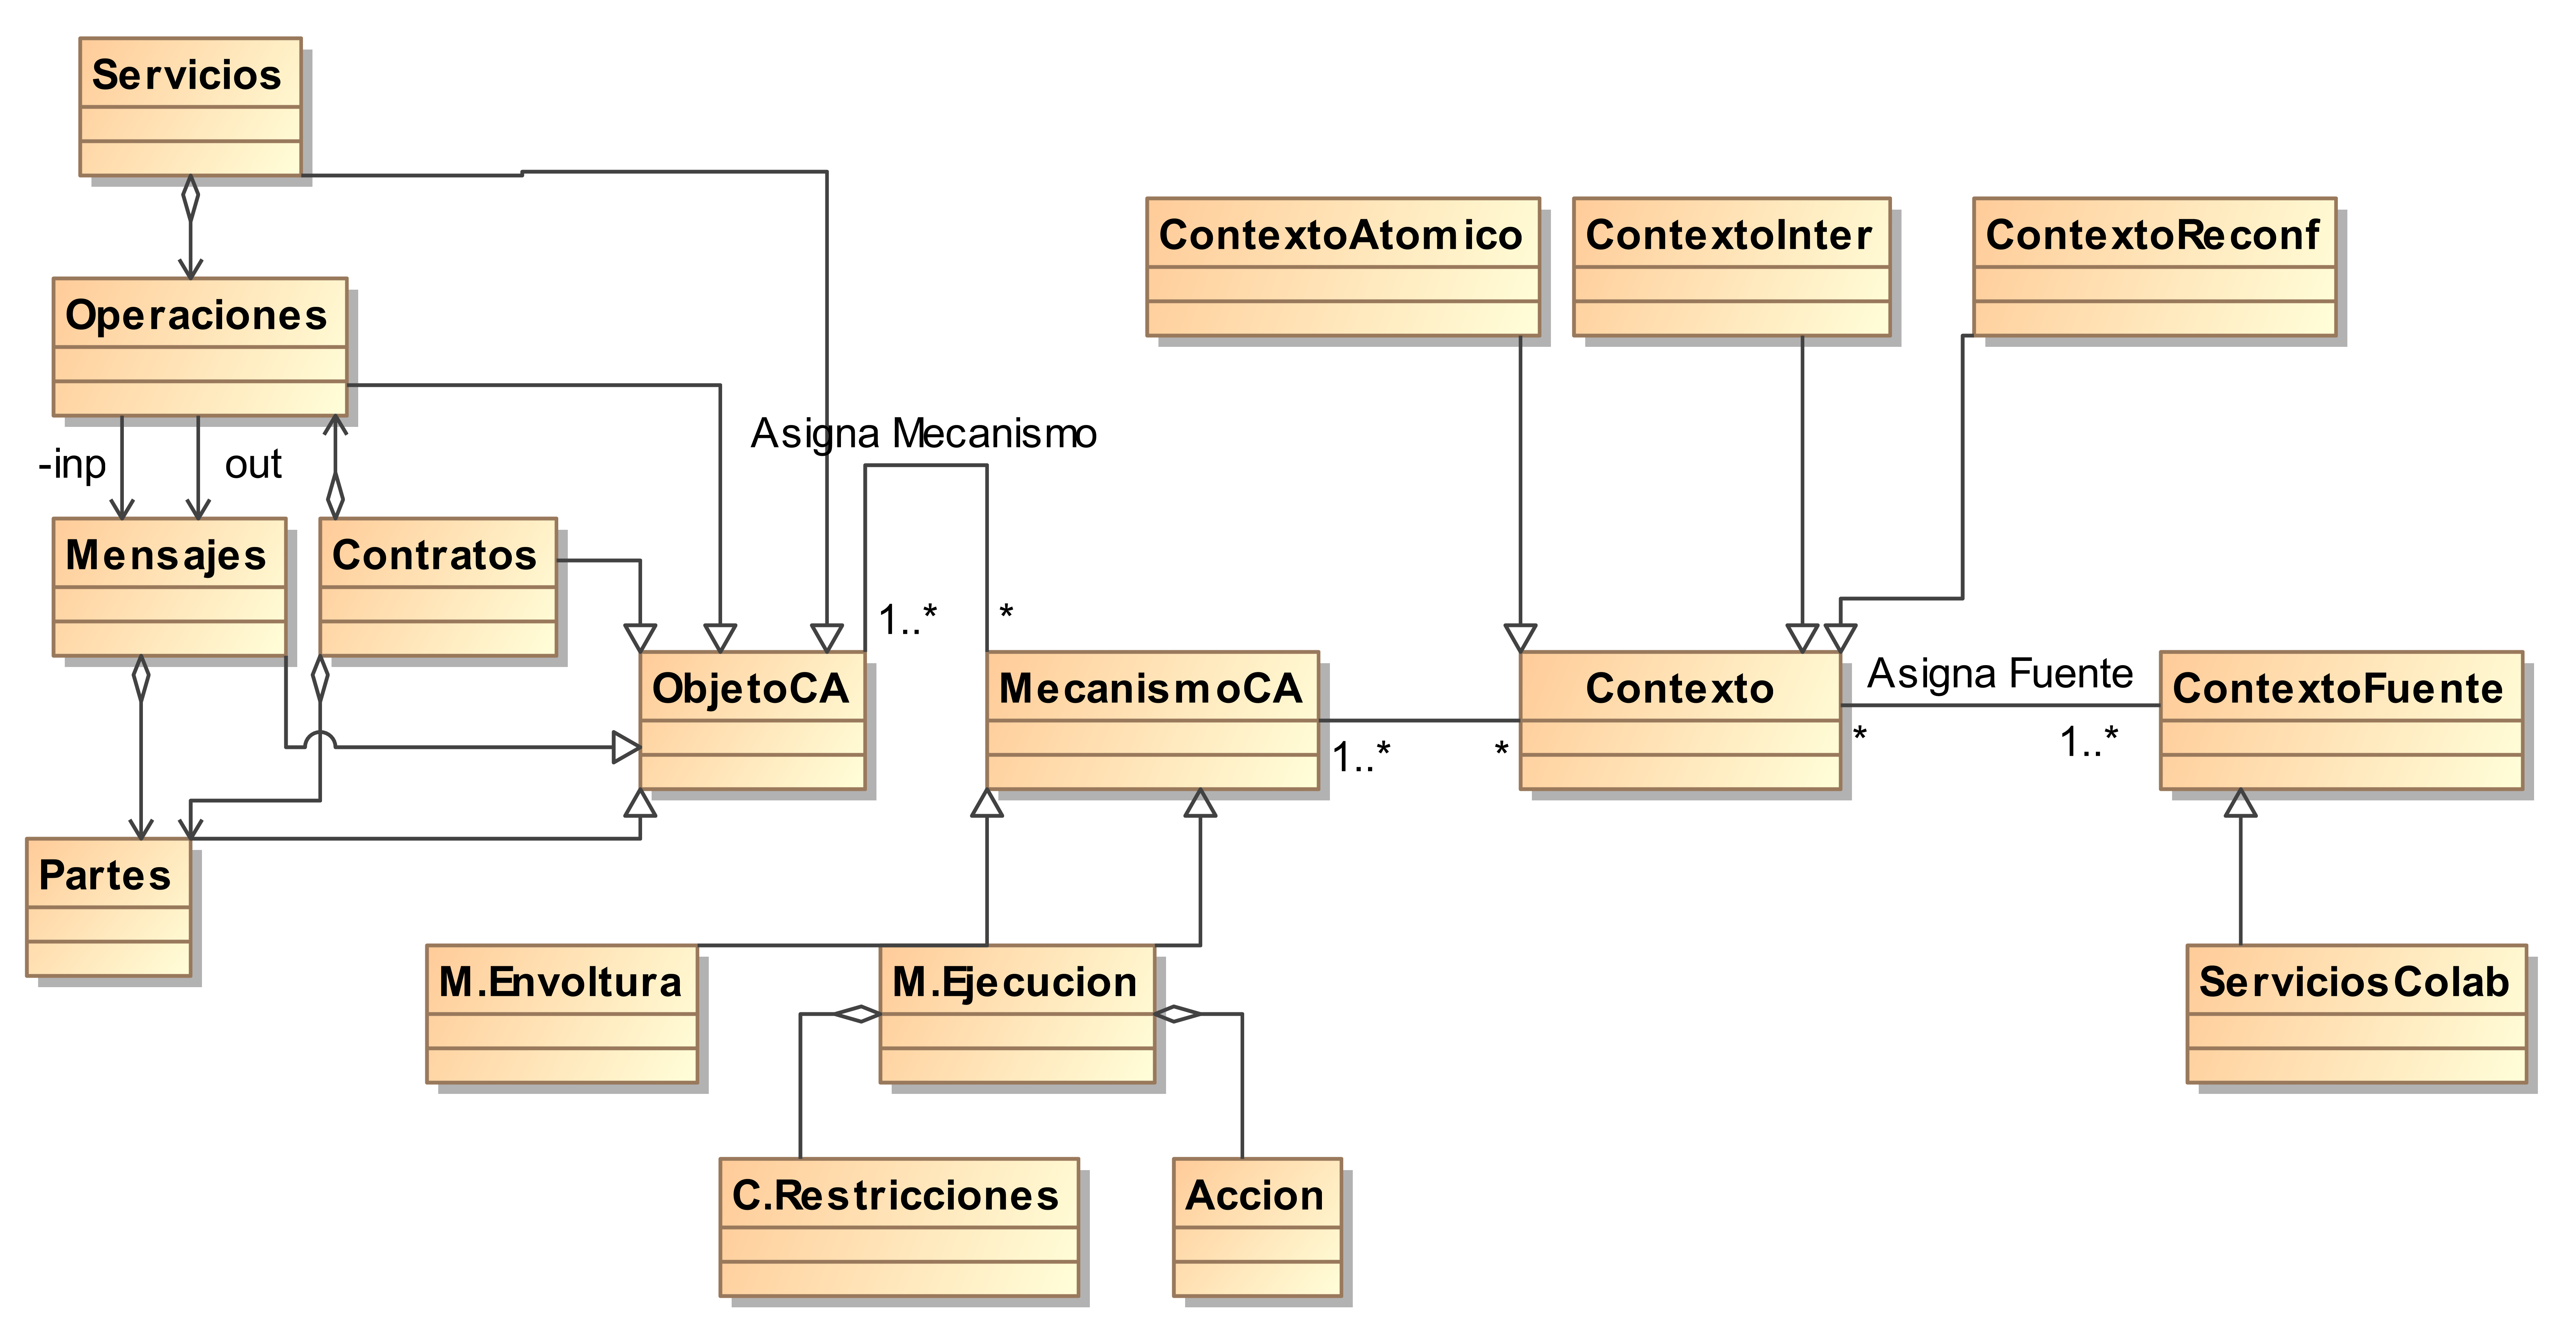 Servicios
ContextoAtomico
ContextoInter
ContextoReconf
Operaciones
Asigna Mecanismo
-inp
out
Mensajes
Contratos
1..*
*
ObjetoCA
MecanismoCA
Contexto
Asigna Fuente
ContextoFuente
1..*
*
*
1..*
Partes
M.Envoltura
M.Ejecucion
ServiciosColab
C.Restricciones
Accion